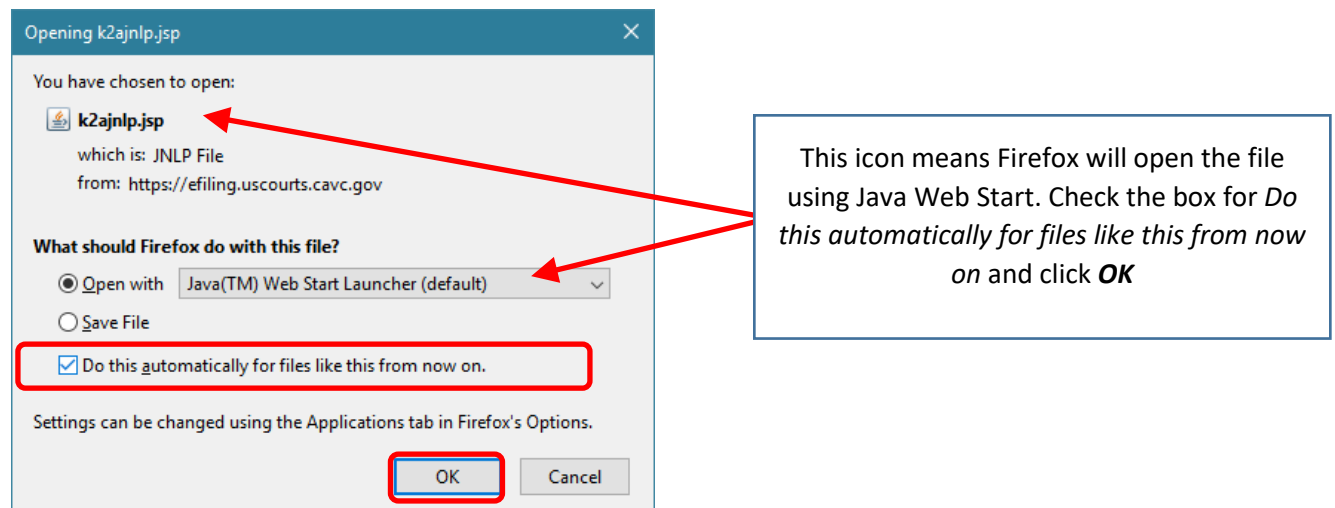 Opening k2ajnlp.jsp
You have chosen to open:
k2ajnlp.jsp
which is: JNLP File
from: https://efiling.uscourts.cavc.gov
What should Firefox do with this file?
Open with Java(TM) Web Start Launcher (default)
Save File
Do this automatically for files like this from now on.
Settings can be changed using the Applications tab in Firefox's Options.
OK Cancel
This icon means Firefox will open the file
using Java Web Start. Check the box for Do
this automatically for files like this from now
on and click OK